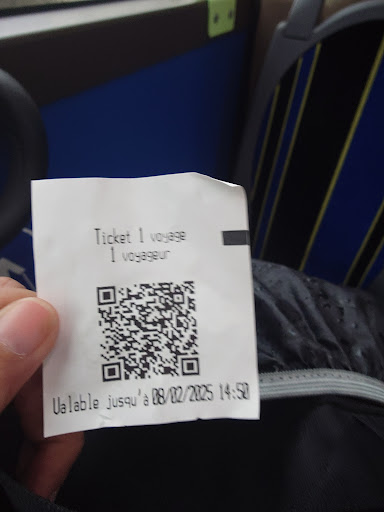 Ticket 1 voyage
1 voyageur
Valable jusqu'à 08/02/2025 14:50